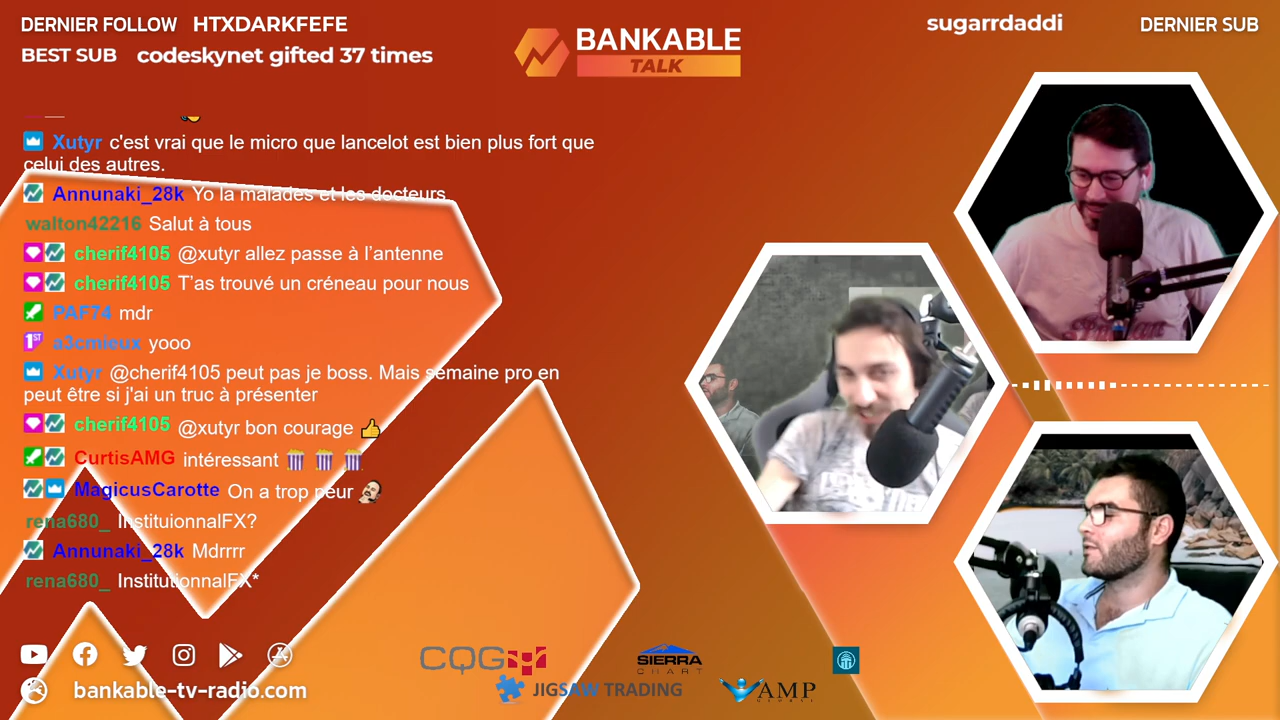 DERNIER FOLLOW HTXDARKFEFE
BEST SUB codeskynet gifted 37 times
BANKABLE
TALK
sugarrdaddi DERNIER SUB
Xutyr c'est vrai que le micro que lancelot est bien plus fort que
celui des autres.
Annunaki_28k Yo la malades et les docteurs
walton42216 Salut à tous
cherif4105 @xutyr allez passe à l’antenne
cherif4105 T’as trouvé un créneau pour nous
PAF74 mdr
1ST a3cmieux yooo
Xutyr @cherif4105 peut pas je boss. Mais semaine pro en
peut être si j'ai un truc à présenter
cherif4105 @xutyr bon courage
CurtisAMG intéressant
MagicusCarotte On a trop peur
rena680_ InstituionnalFX?
Annunaki_28k Mdrrrr
rena680_ InstitutionnalFX*
bankable-tv-radio.com
CQG
SIERRA
CHART
JIGSAW TRADING
AMP